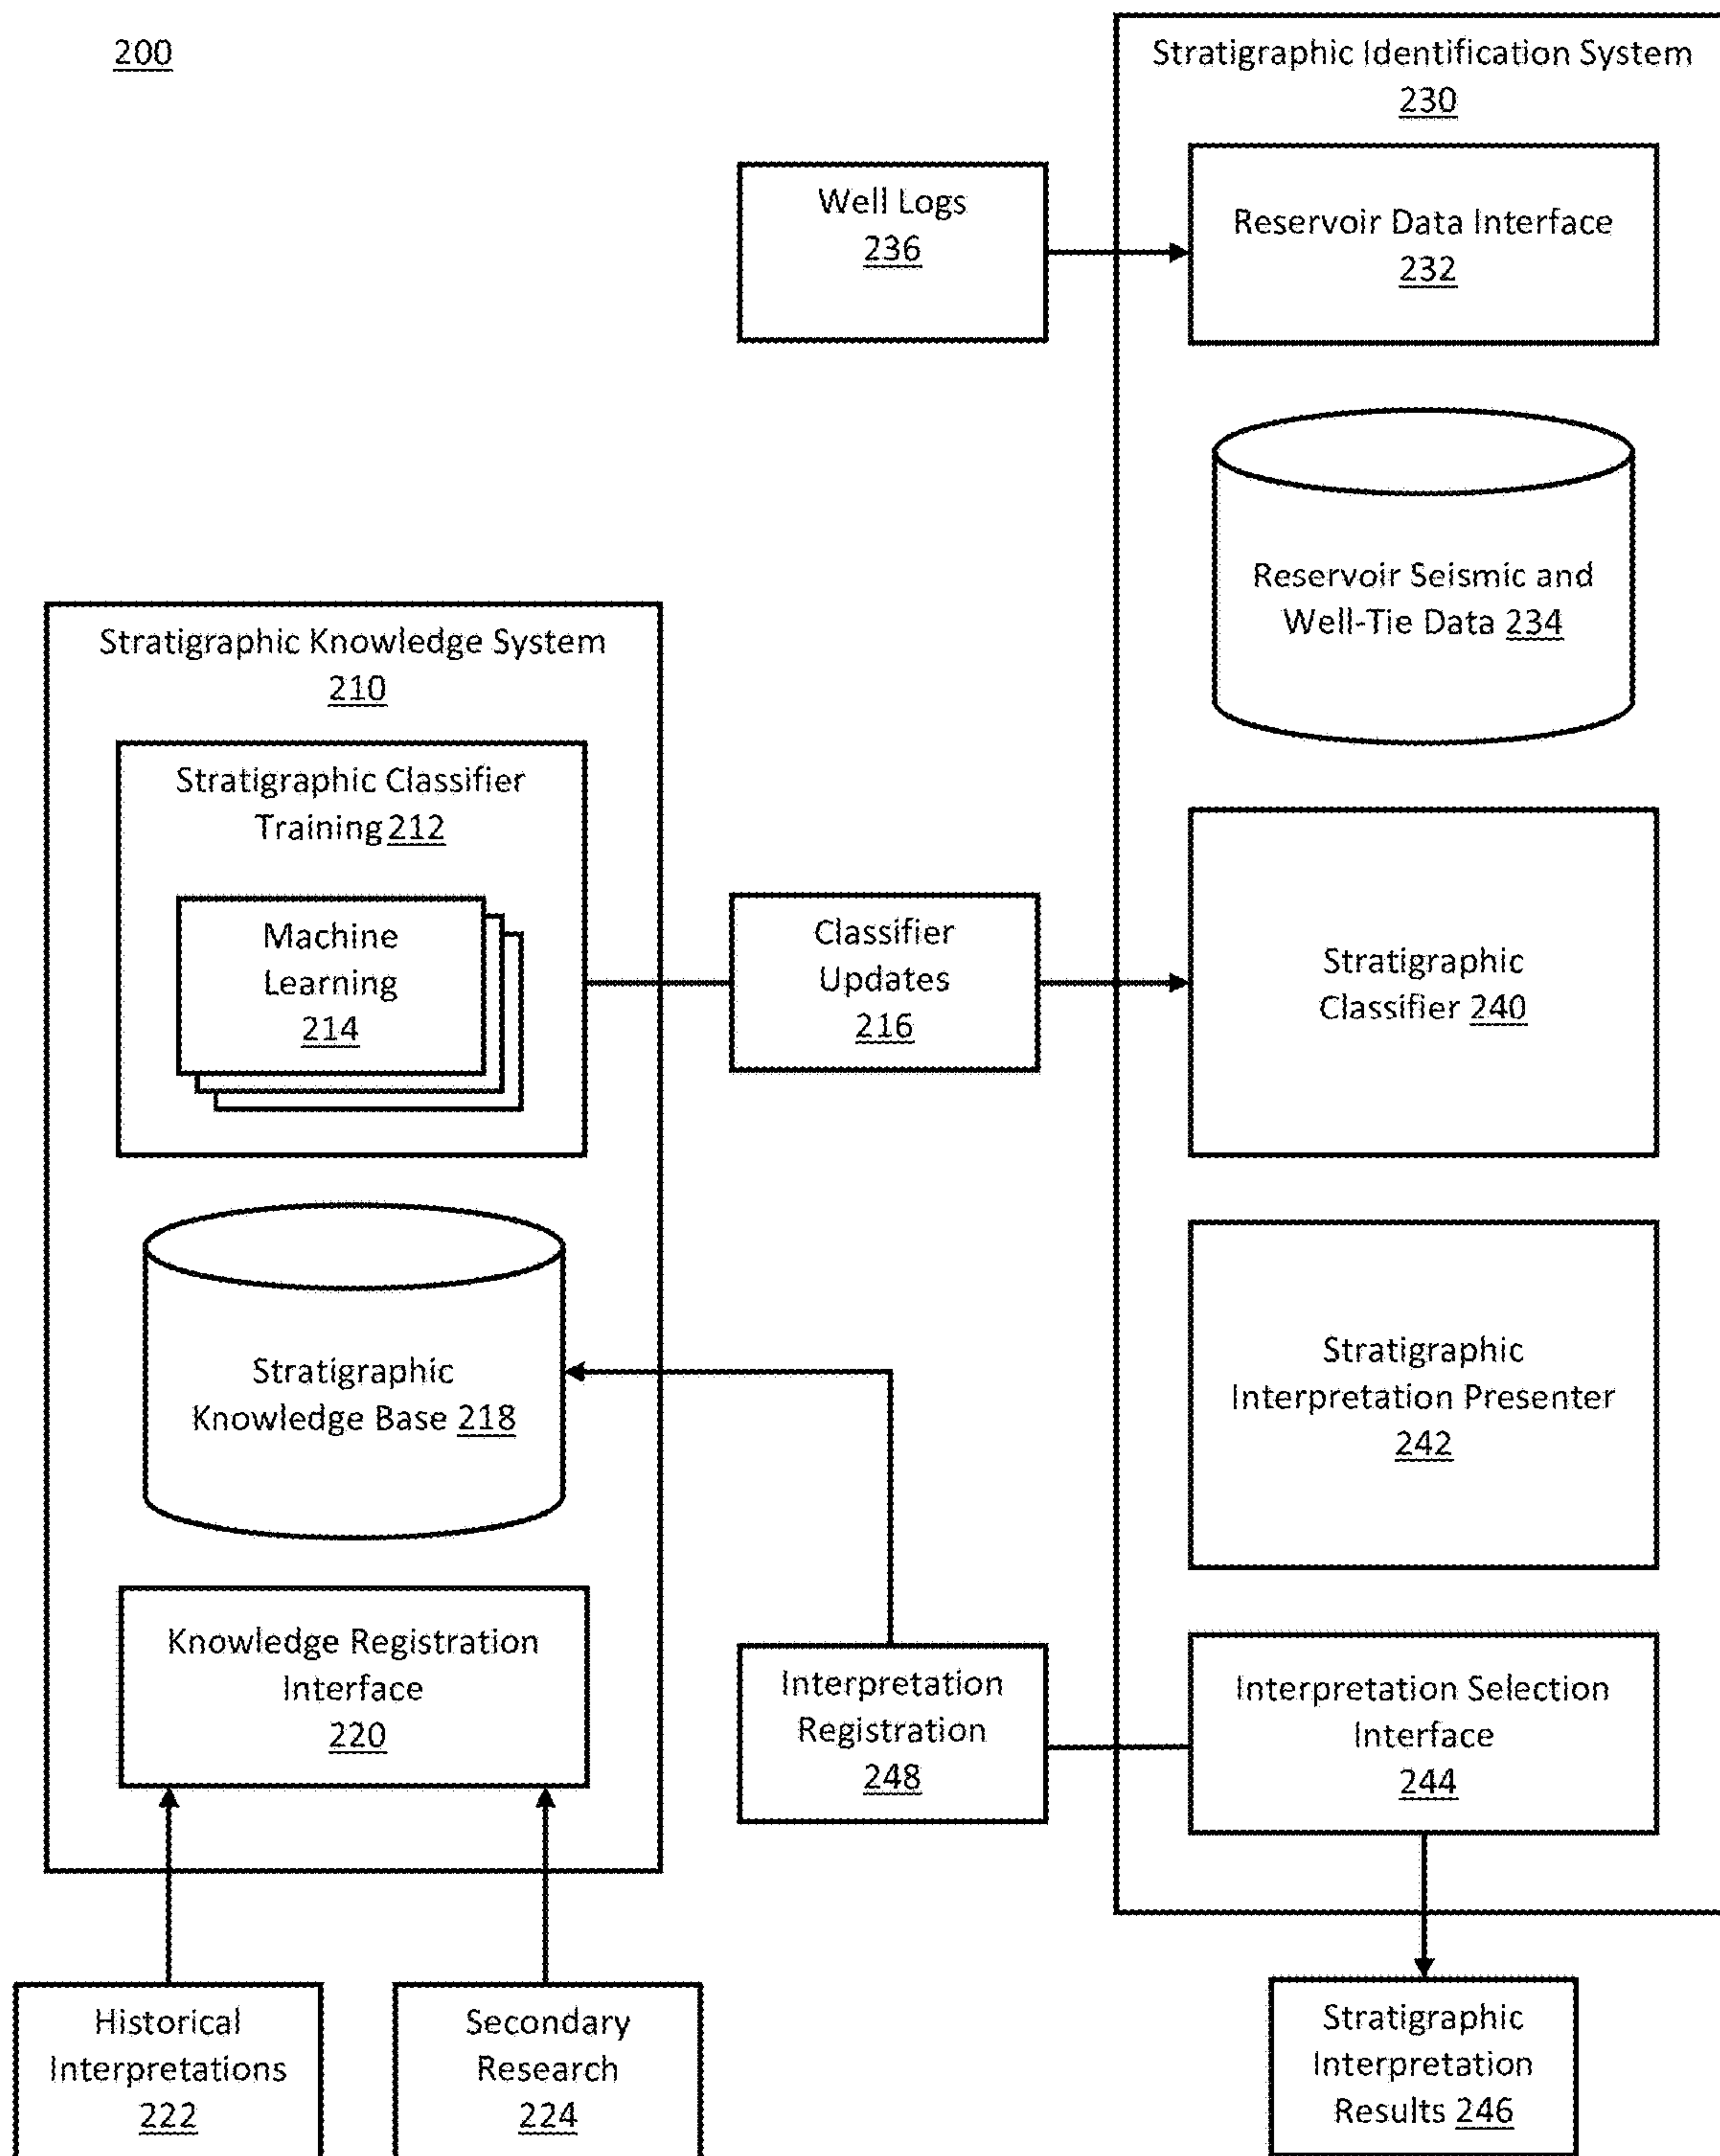 200
Stratigraphic Identification System
230
Well Logs
236
Reservoir Data Interface
232
Reservoir Seismic and
Well-Tie Data 234
Stratigraphic Knowledge System
210
Stratigraphic Classifier
Training 212
Machine
Learning
214
Classifier
Updates
216
Stratigraphic
Classifier 240
Stratigraphic
Knowledge Base 218
Stratigraphic
Interpretation Presenter
242
Knowledge Registration
Interface
220
Interpretation
Registration
248
Interpretation Selection
Interface
244
Historical
Interpretations
222
Secondary
Research
224
Stratigraphic
Interpretation
Results 246